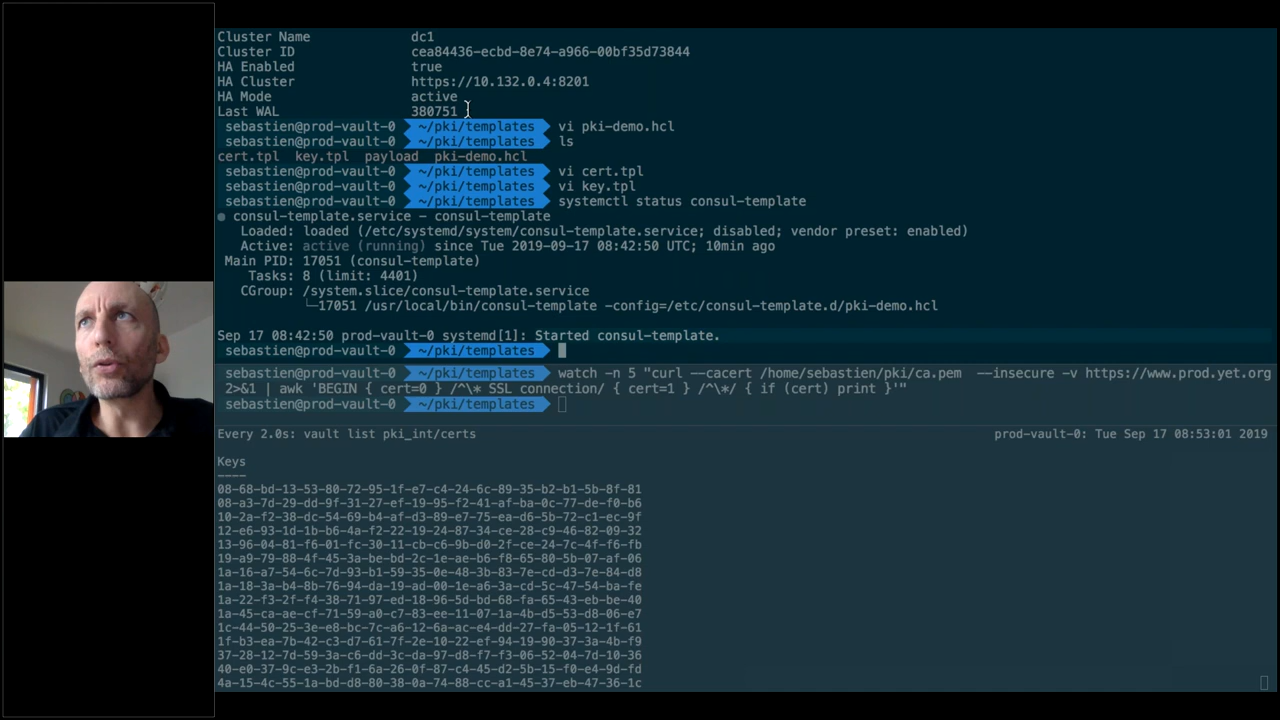 Cluster Name dc1
Cluster ID cea84436-ecbd-8e74-a966-00bf35d73844
HA Enabled true
HA Cluster https://10.132.0.4:8201
HA Mode active
Last WAL 380751
sebastien@prod-vault-0 ~/pki/templates vi pki-demo.hcl
sebastien@prod-vault-0 ~/pki/templates ls
cert.tpl key.tpl payload pki-demo.hcl
sebastien@prod-vault-0 ~/pki/templates vi cert.tpl
sebastien@prod-vault-0 ~/pki/templates vi key.tpl
sebastien@prod-vault-0 ~/pki/templates systemctl status consul-template
● consul-template.service - consul-template
Loaded: loaded (/etc/systemd/system/consul-template.service; disabled; vendor preset: enabled)
Active: active (running) since Tue 2019-09-17 08:42:50 UTC; 10min ago
Main PID: 17051 (consul-template)
Tasks: 8 (limit: 4401)
CGroup: /system.slice/consul-template.service
└─17051 /usr/local/bin/consul-template -config=/etc/consul-template.d/pki-demo.hcl
Sep 17 08:42:50 prod-vault-0 systemd[1]: Started consul-template.
sebastien@prod-vault-0 ~/pki/templates
sebastien@prod-vault-0 ~/pki/templates watch -n 5 "curl --cacert /home/sebastien/pki/ca.pem --insecure -v https://www.prod.yet.org
2>&1 | awk 'BEGIN { cert=0 } /^\* SSL connection/ { cert=1 } /^\*/ { if (cert) print }'"
sebastien@prod-vault-0 ~/pki/templates
Every 2.0s: vault list pki_int/certs prod-vault-0: Tue Sep 17 08:53:01 2019
Keys
----
08-68-bd-13-53-80-72-95-1f-e7-c4-24-6c-89-35-b2-b1-5b-8f-81
08-a3-7d-29-dd-9f-31-27-ef-19-95-f2-41-af-ba-0c-77-de-f0-b6
10-2a-f2-38-dc-54-69-b4-af-d3-89-e7-75-ea-d6-5b-72-c1-ec-9f
12-e6-93-1d-1b-b6-4a-f2-22-19-24-87-34-ce-28-c9-46-82-09-32
13-96-04-81-f6-01-fc-30-11-cb-c6-9b-d0-2f-ce-24-7c-4f-f6-fb
19-a9-79-88-4f-45-3a-be-bd-2c-1e-ae-b6-f8-65-80-5b-07-af-06
1a-16-a7-54-6c-7d-93-b1-59-35-0e-48-3b-83-7e-cd-d3-7e-84-d8
1a-18-3a-b4-8b-76-94-da-19-ad-00-1e-a6-3a-cd-5c-47-54-ba-fe
1a-22-f3-2f-f4-38-71-97-ed-18-96-5d-bd-68-fa-65-43-eb-be-40
1a-45-ca-ae-cf-71-59-a0-c7-83-ee-11-07-1a-4b-d5-53-d8-06-e7
1c-44-50-25-3e-e8-bc-7c-a6-12-6a-ac-e4-dd-27-fa-05-12-1f-61
1f-b3-ea-7b-42-c3-d7-61-7f-2e-10-22-ef-94-19-90-37-3a-4b-f9
37-28-12-7d-59-3a-c6-dd-3c-da-97-d8-f7-f3-06-52-04-7d-10-36
40-e0-37-9c-e3-2b-f1-6a-26-0f-87-c4-45-d2-5b-15-f0-e4-9d-fd
4a-15-4c-55-1a-bd-d8-80-38-0a-74-88-cc-a1-45-37-eb-47-36-1c